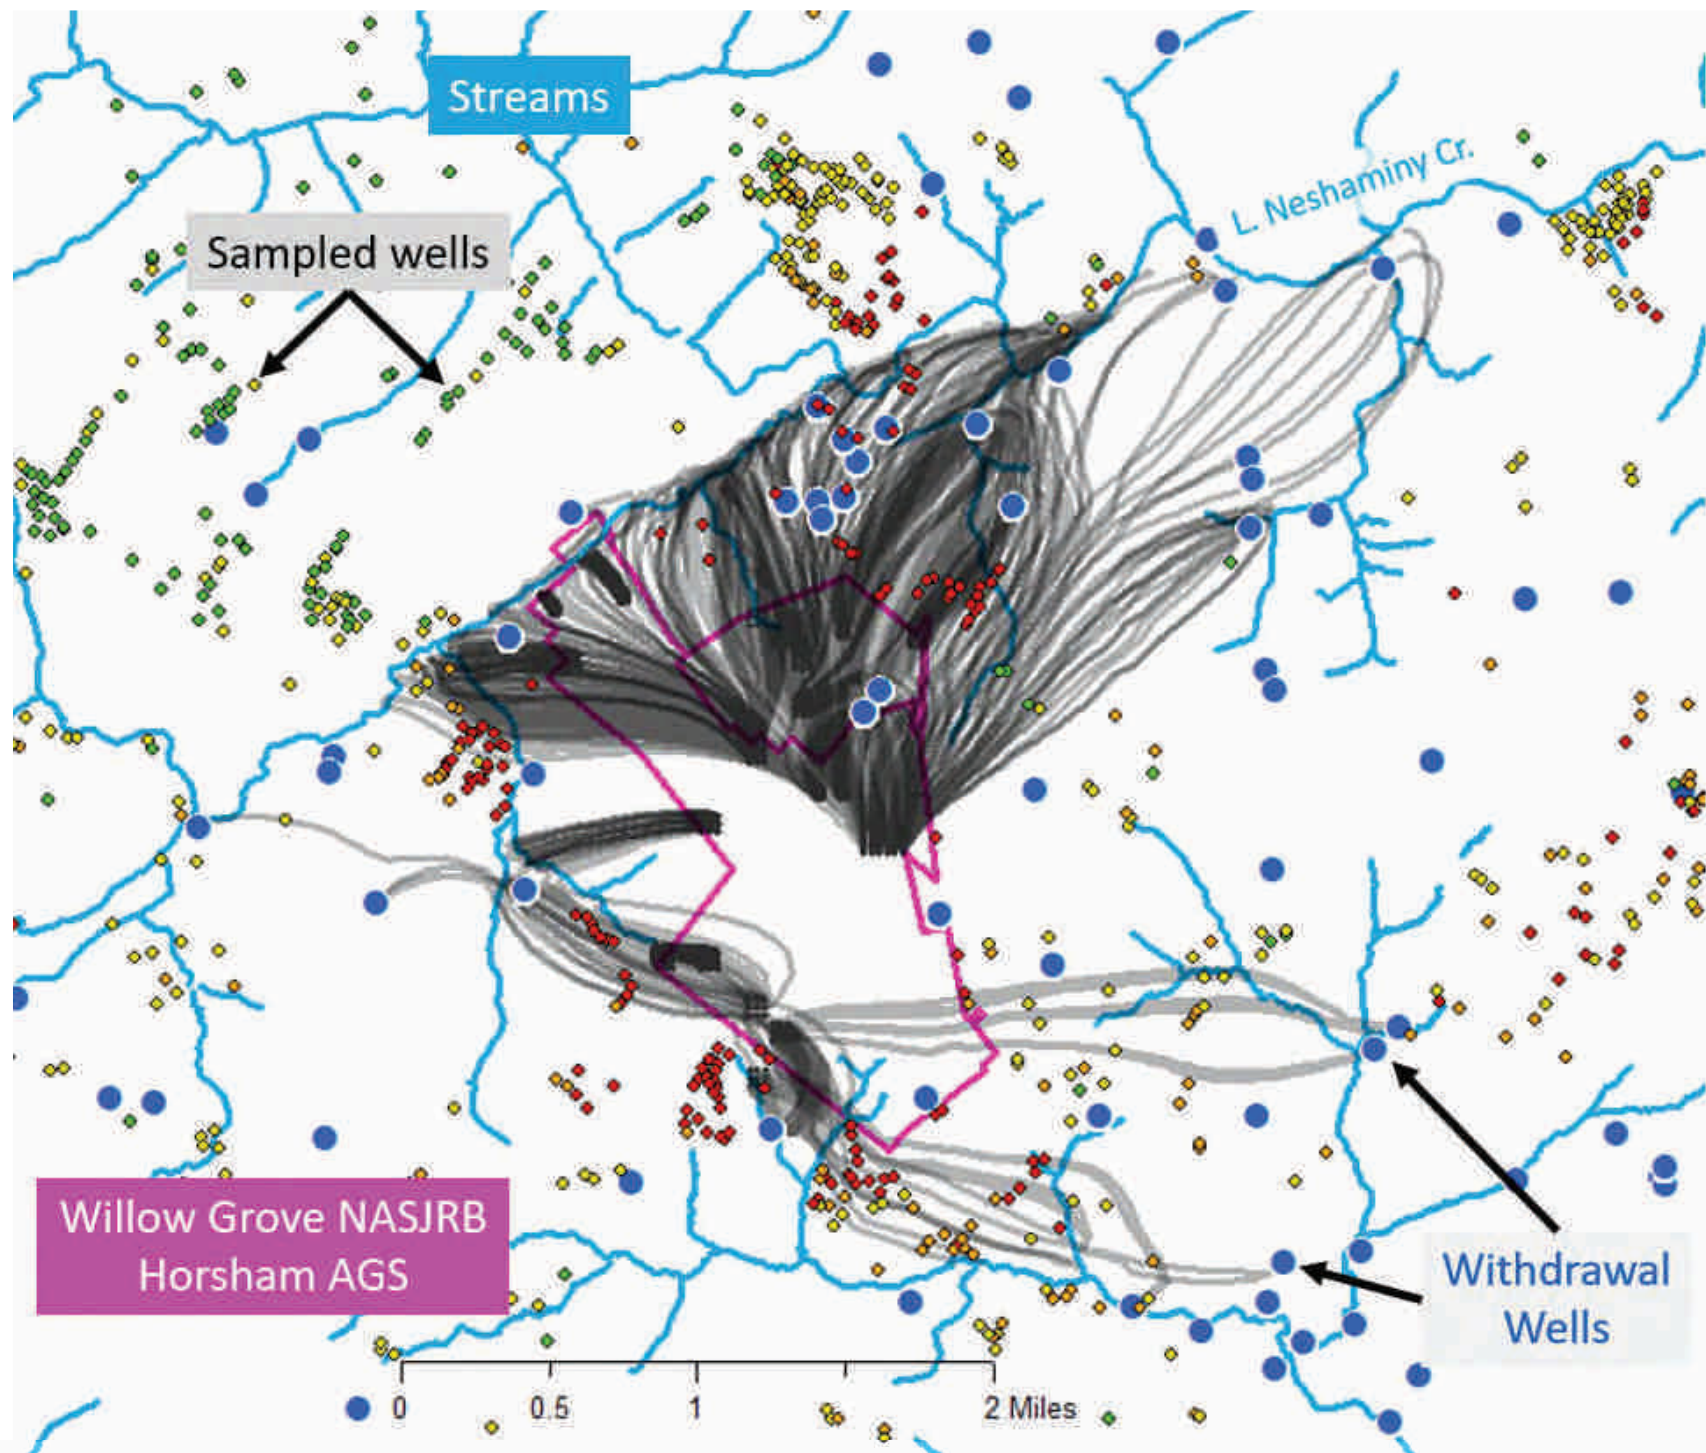 Streams
L. Neshaminy Cr.
Sampled wells
Willow Grove NASJRB
Horsham AGS
Withdrawal
Wells
0 0.5 1 2 Miles